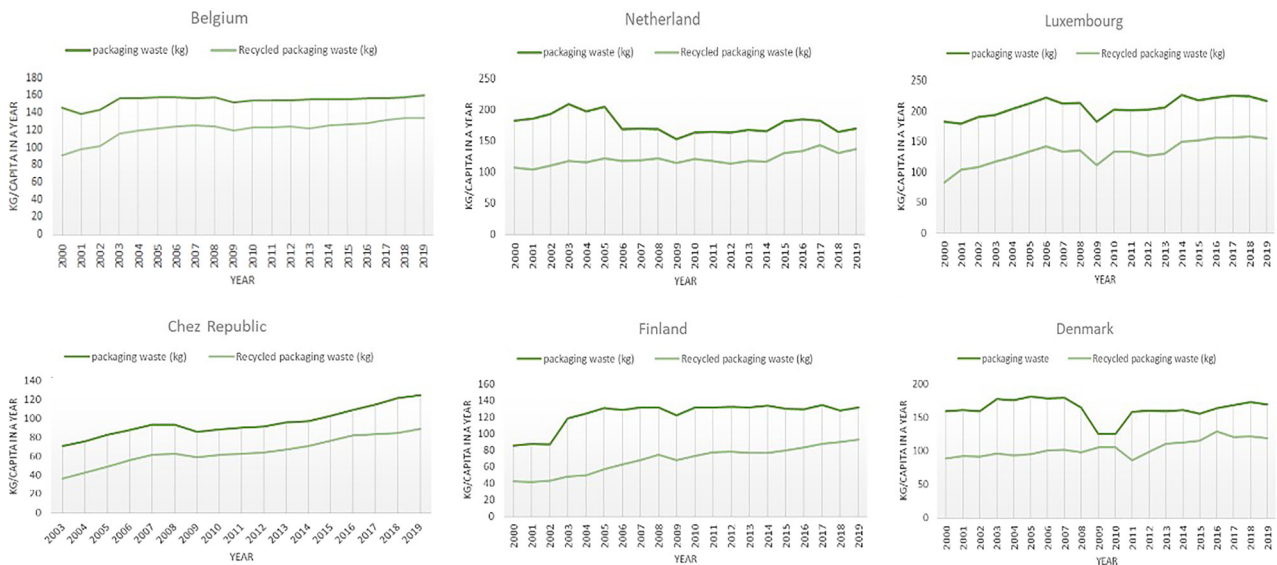 Belgium
packaging waste (kg) Recycled packaging waste (kg)
180
160
140
120
100
80
60
40
20
0
KG/CAPITA IN A YEAR
2000 2001 2002 2003 2004 2005 2006 2007 2008 2009 2010 2011 2012 2013 2014 2015 2016 2017 2018 2019
YEAR
Netherland
packaging waste (kg) Recycled packaging waste (kg)
250
200
150
100
50
0
KG/CAPITA IN A YEAR
2000 2001 2002 2003 2004 2005 2006 2007 2008 2009 2010 2011 2012 2013 2014 2015 2016 2017 2018 2019
YEAR
Luxembourg
packaging waste (kg) Recycled packaging waste (kg)
250
200
150
100
50
0
KG/CAPITA IN A YEAR
2000 2001 2002 2003 2004 2005 2006 2007 2008 2009 2010 2011 2012 2013 2014 2015 2016 2017 2018 2019
YEAR
Chez Republic
packaging waste (kg) Recycled packaging waste (kg)
140
120
100
80
60
40
20
0
KG/CAPITA IN A YEAR
2003 2004 2005 2006 2007 2008 2009 2010 2011 2012 2013 2014 2015 2016 2017 2018 2019
YEAR
Finland
packaging waste (kg) Recycled packaging waste (kg)
160
140
120
100
80
60
40
20
0
KG/CAPITA IN A YEAR
2000 2001 2002 2003 2004 2005 2006 2007 2008 2009 2010 2011 2012 2013 2014 2015 2016 2017 2018 2019
YEAR
Denmark
packaging waste Recycled packaging waste (kg)
200
150
100
50
0
KG/CAPITA IN A YEAR
2000 2001 2002 2003 2004 2005 2006 2007 2008 2009 2010 2011 2012 2013 2014 2015 2016 2017 2018 2019
YEAR